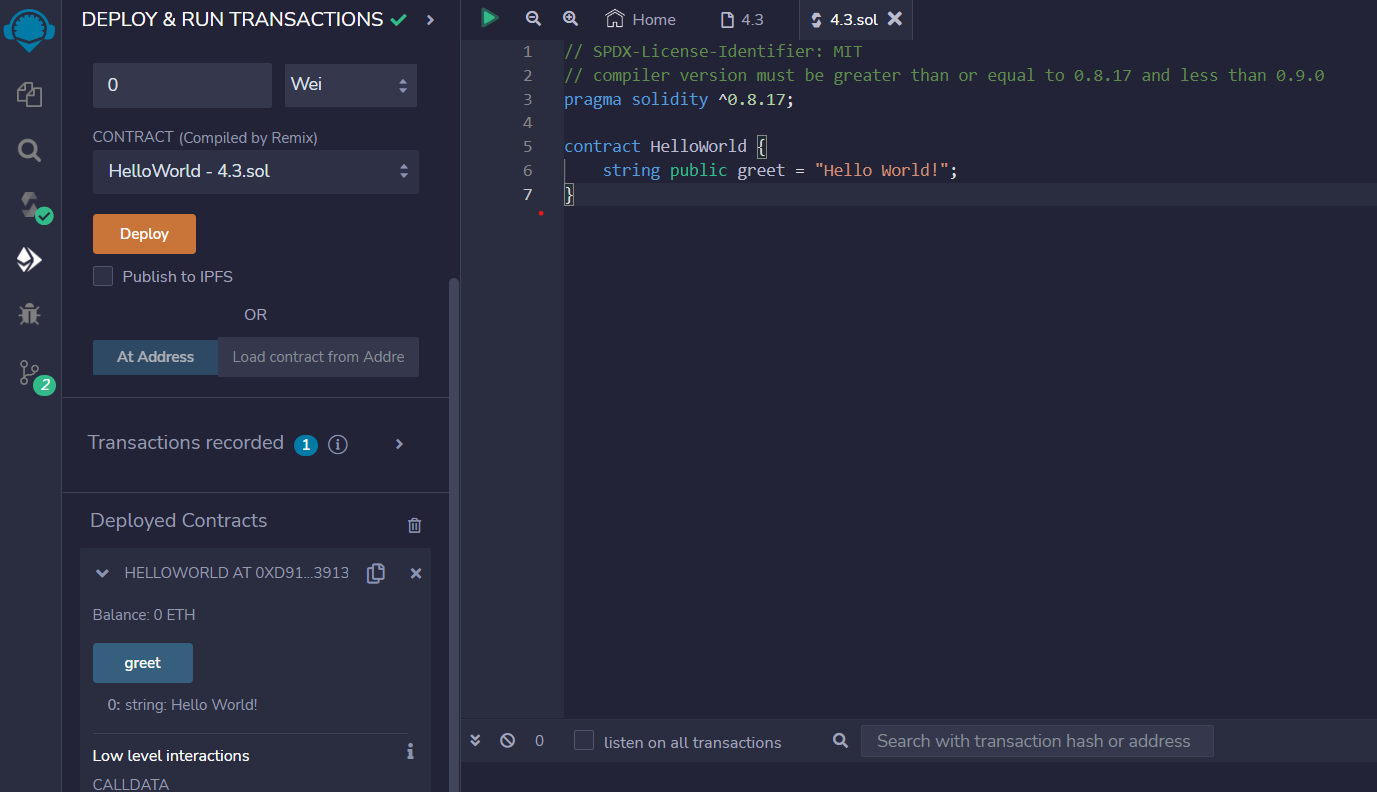 DEPLOY & RUN TRANSACTIONS
0 Wei
CONTRACT (Compiled by Remix)
HelloWorld - 4.3.sol
Deploy
Publish to IPFS
OR
At Address Load contract from Addre
Transactions recorded 1
Deployed Contracts
HELLOWORLD AT 0XD91...3913
Balance: 0 ETH
greet
0: string: Hello World!
Low level interactions
CALLDATA
2
Home 4.3 4.3.sol
1 // SPDX-License-Identifier: MIT
2 // compiler version must be greater than or equal to 0.8.17 and less than 0.9.0
3 pragma solidity ^0.8.17;
4
5 contract HelloWorld {
6 string public greet = "Hello World!";
7 }
0 listen on all transactions Search with transaction hash or address